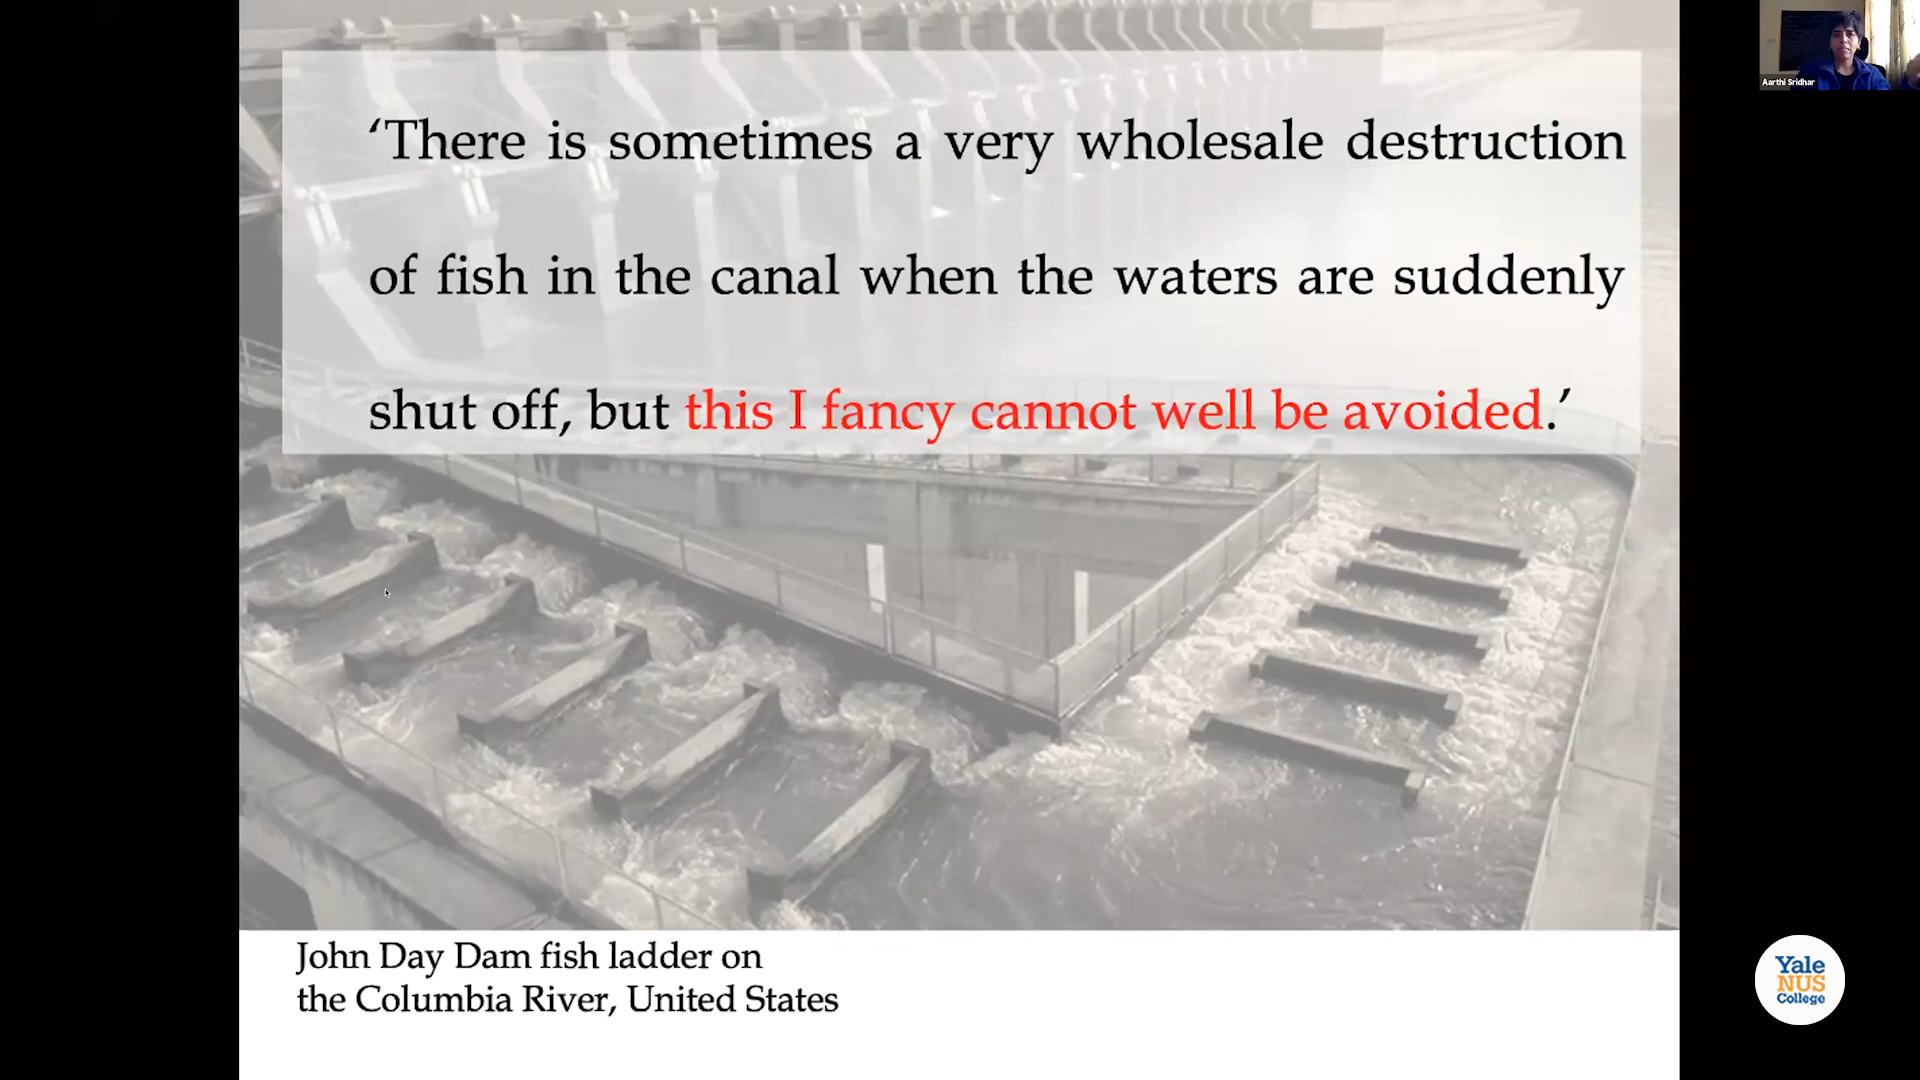 ‘There is sometimes a very wholesale destruction
of fish in the canal when the waters are suddenly
shut off, but this I fancy cannot well be avoided.’
John Day Dam fish ladder on
the Columbia River, United States
Aarthi Sridhar
Yale
NUS
College